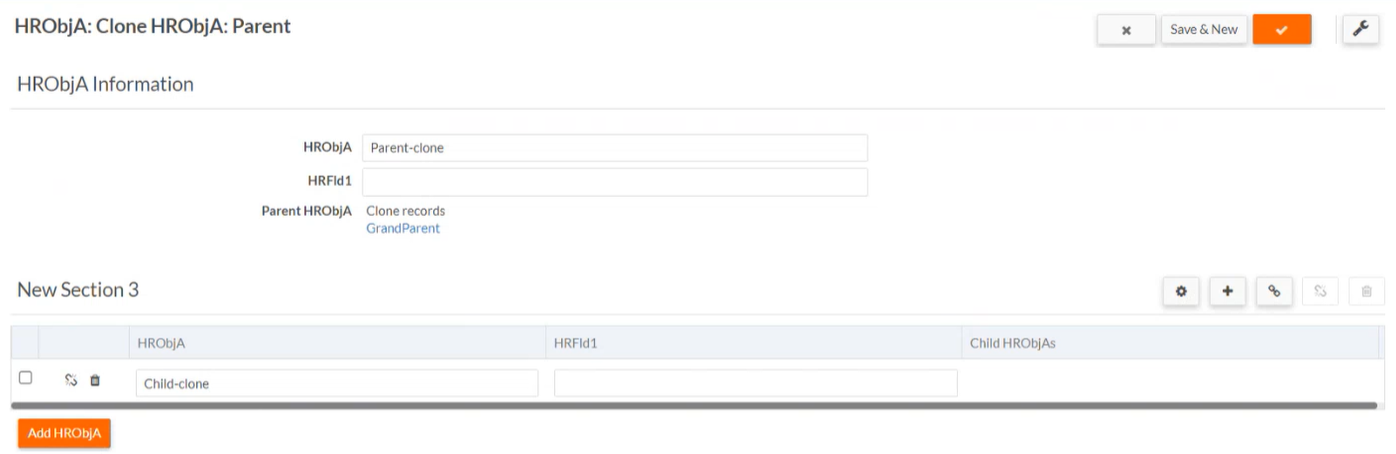 HRObjA: Clone HRObjA: Parent
Save & New
HRObjA Information
HRObjA Parent-clone
HRFld1
Parent HRObjA Clone records
GrandParent
New Section 3
HRObjA HRFld1 Child HRObjAs
Child-clone
Add HRObjA